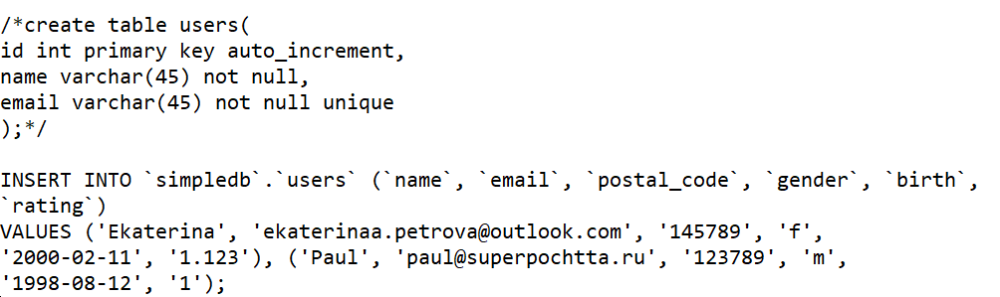 /*create table users(
id int primary key auto_increment,
name varchar(45) not null,
email varchar(45) not null unique
);*/
INSERT INTO `simpledb`.`users` (`name`, `email`, `postal_code`, `gender`, `birth`,
`rating`)
VALUES ('Ekaterina', 'ekaterinaa.petrova@outlook.com', '145789', 'f',
'2000-02-11', '1.123'), ('Paul', 'paul@superpochtta.ru', '123789', 'm',
'1998-08-12', '1');